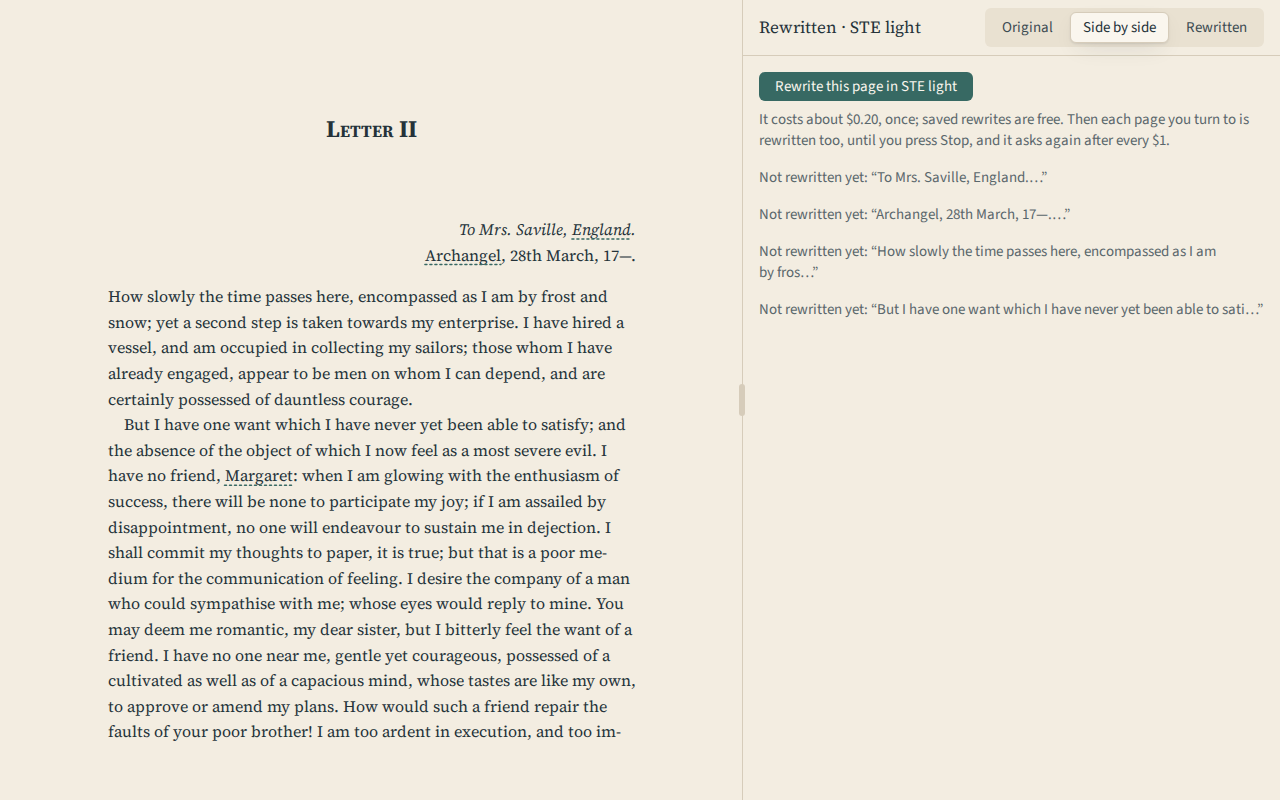 Letter II
To Mrs. Saville, England.
Archangel, 28th March, 17—.
How slowly the time passes here, encompassed as I am by frost and
snow; yet a second step is taken towards my enterprise. I have hired a
vessel, and am occupied in collecting my sailors; those whom I have
already engaged, appear to be men on whom I can depend, and are
certainly possessed of dauntless courage.
But I have one want which I have never yet been able to satisfy; and
the absence of the object of which I now feel as a most severe evil. I
have no friend, Margaret: when I am glowing with the enthusiasm of
success, there will be none to participate my joy; if I am assailed by
disappointment, no one will endeavour to sustain me in dejection. I
shall commit my thoughts to paper, it is true; but that is a poor me-
dium for the communication of feeling. I desire the company of a man
who could sympathise with me; whose eyes would reply to mine. You
may deem me romantic, my dear sister, but I bitterly feel the want of a
friend. I have no one near me, gentle yet courageous, possessed of a
cultivated as well as of a capacious mind, whose tastes are like my own,
to approve or amend my plans. How would such a friend repair the
faults of your poor brother! I am too ardent in execution, and too im-
Rewritten · STE light
Original
Side by side
Rewritten
Rewrite this page in STE light
It costs about $0.20, once; saved rewrites are free. Then each page you turn to is
rewritten too, until you press Stop, and it asks again after every $1.
Not rewritten yet: “To Mrs. Saville, England.…”
Not rewritten yet: “Archangel, 28th March, 17—.…”
Not rewritten yet: “How slowly the time passes here, encompassed as I am
by fros…”
Not rewritten yet: “But I have one want which I have never yet been able to sati…”